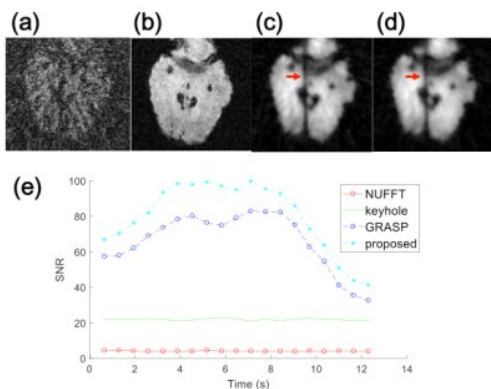 (a) (b) (c) (d)
(e)
100
80
60
40
20
0
SNR
0 2 4 6 8 10 12 14
Time (s)
NUFFT
keyhole
GRASP
proposed